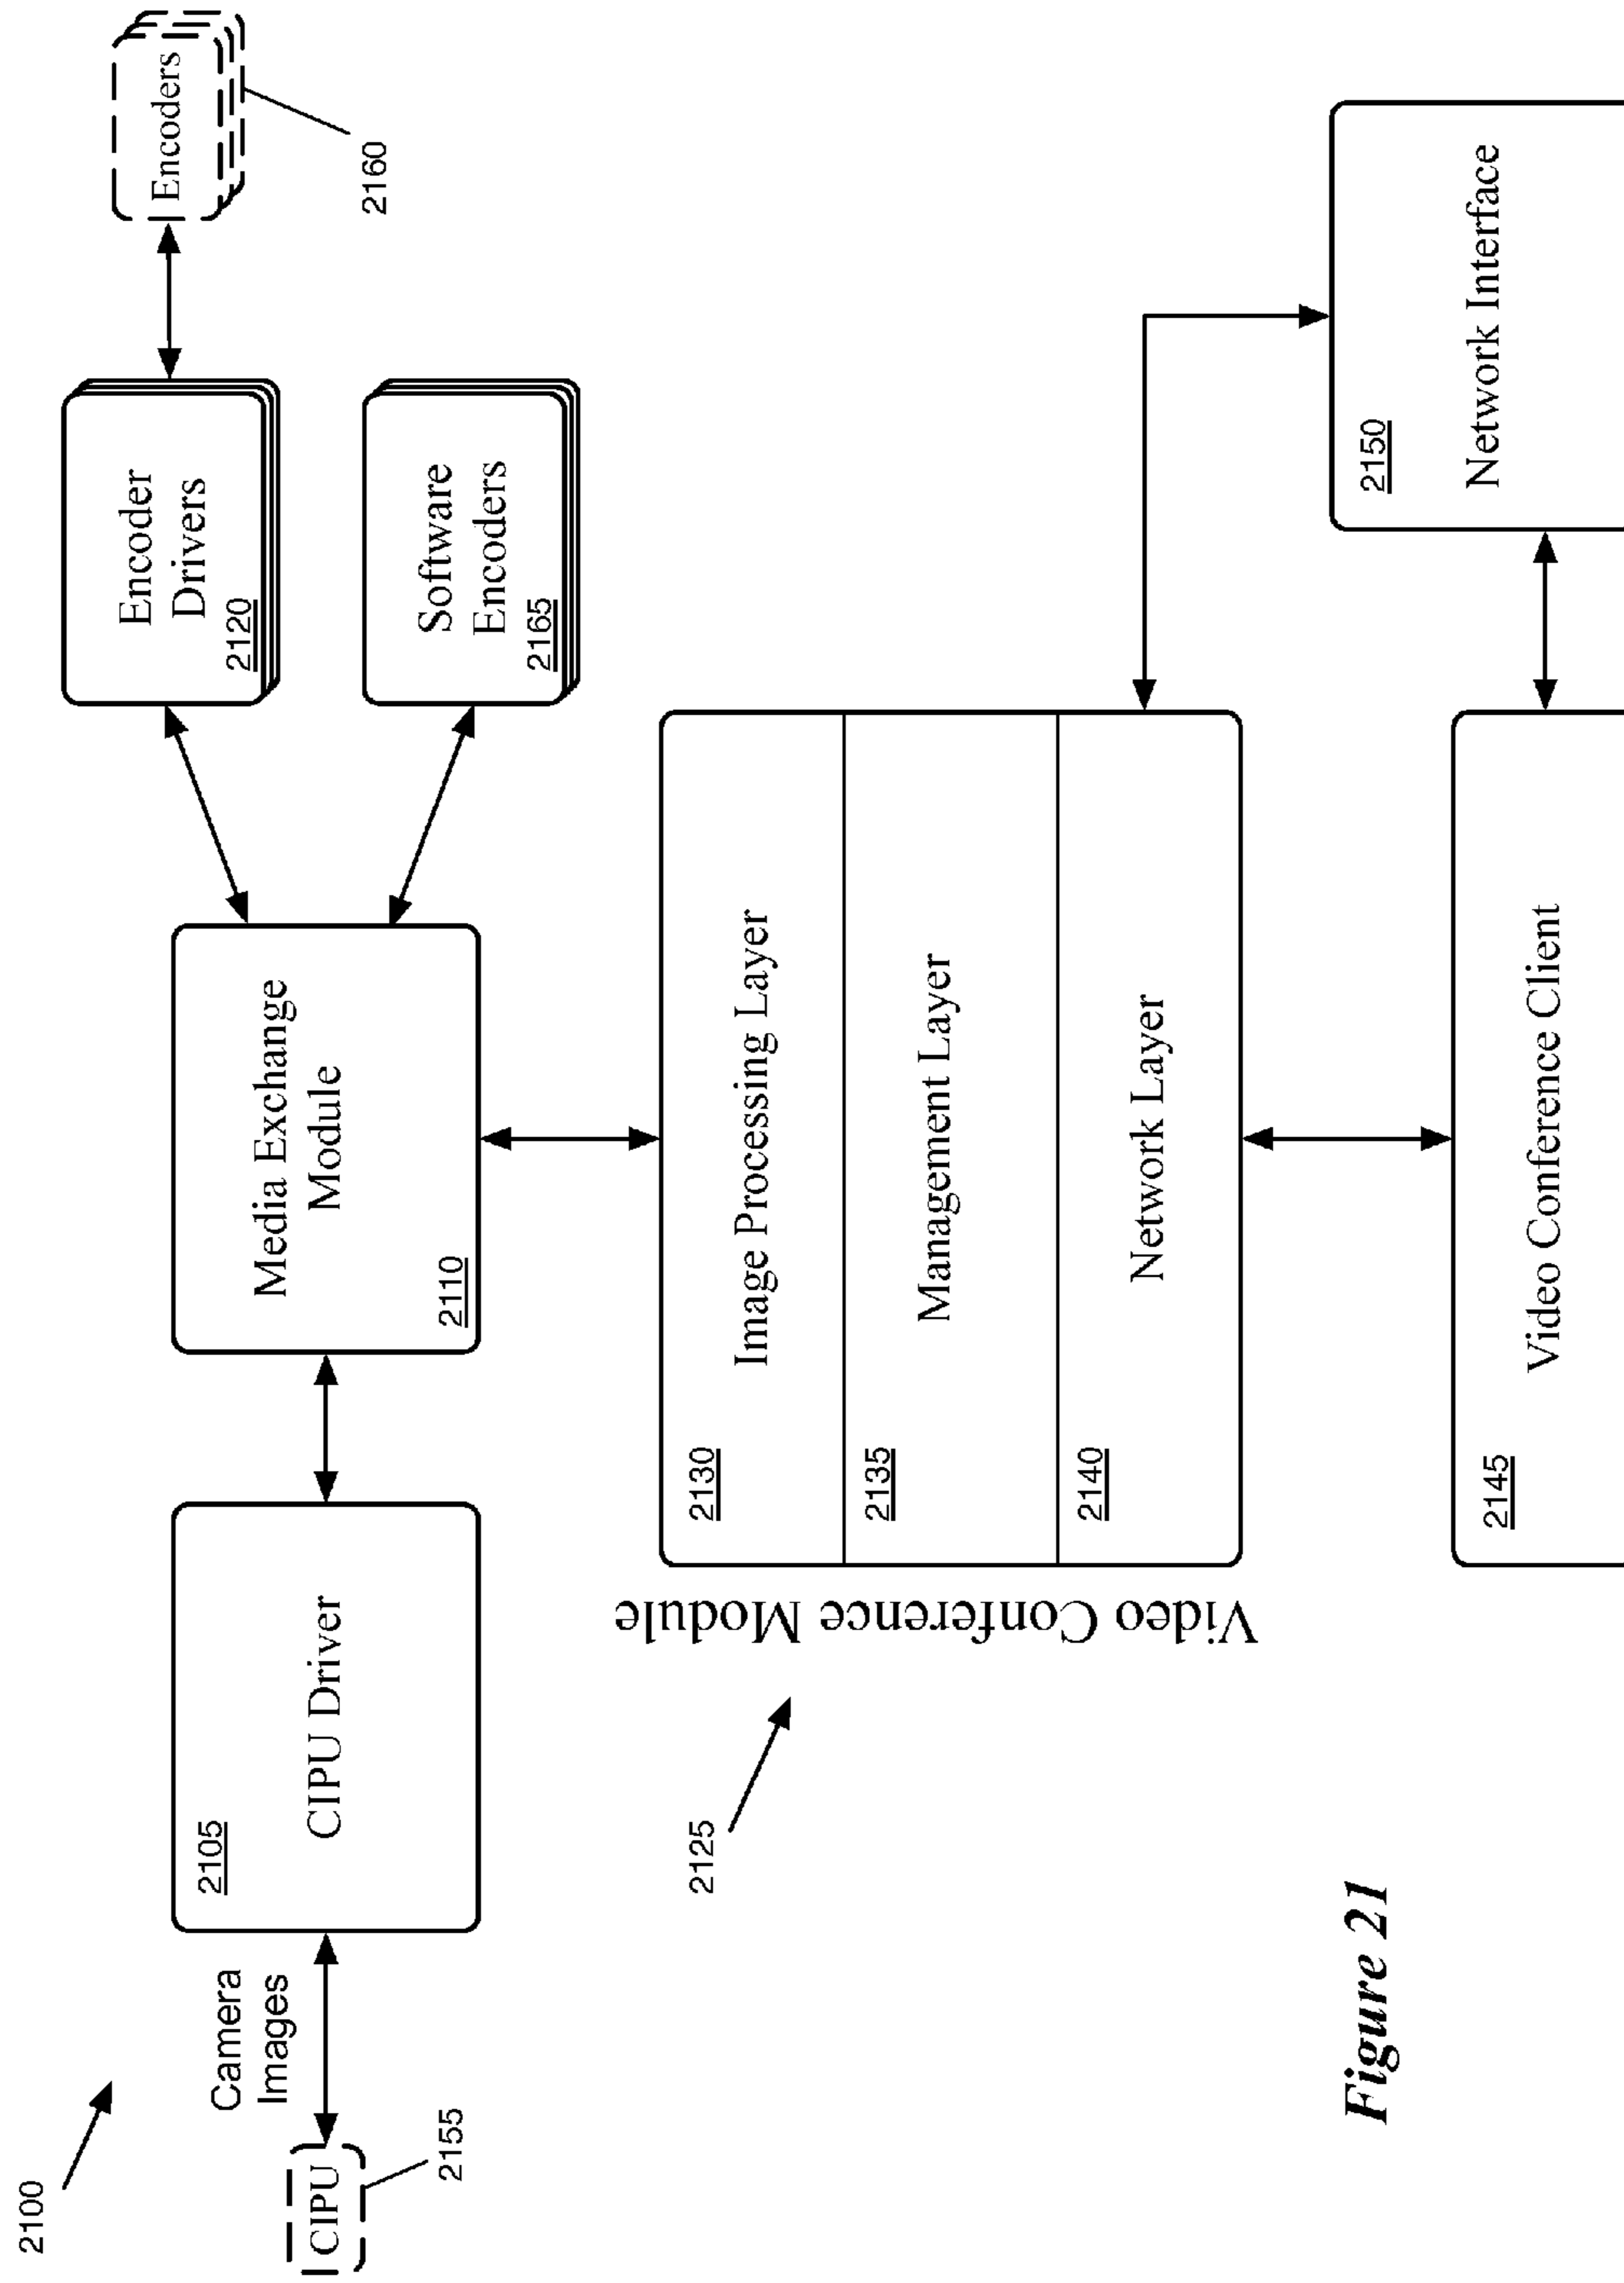 2100
CIPU
2155
Camera
Images
2105
CIPU Driver
Media Exchange
Module
2110
Encoder
Drivers
2120
Software
Encoders
2165
Encoders
2160
2125
Video Conference Module
2130
Image Processing Layer
2135
Management Layer
2140
Network Layer
2145
Video Conference Client
2150
Network Interface
Figure 21